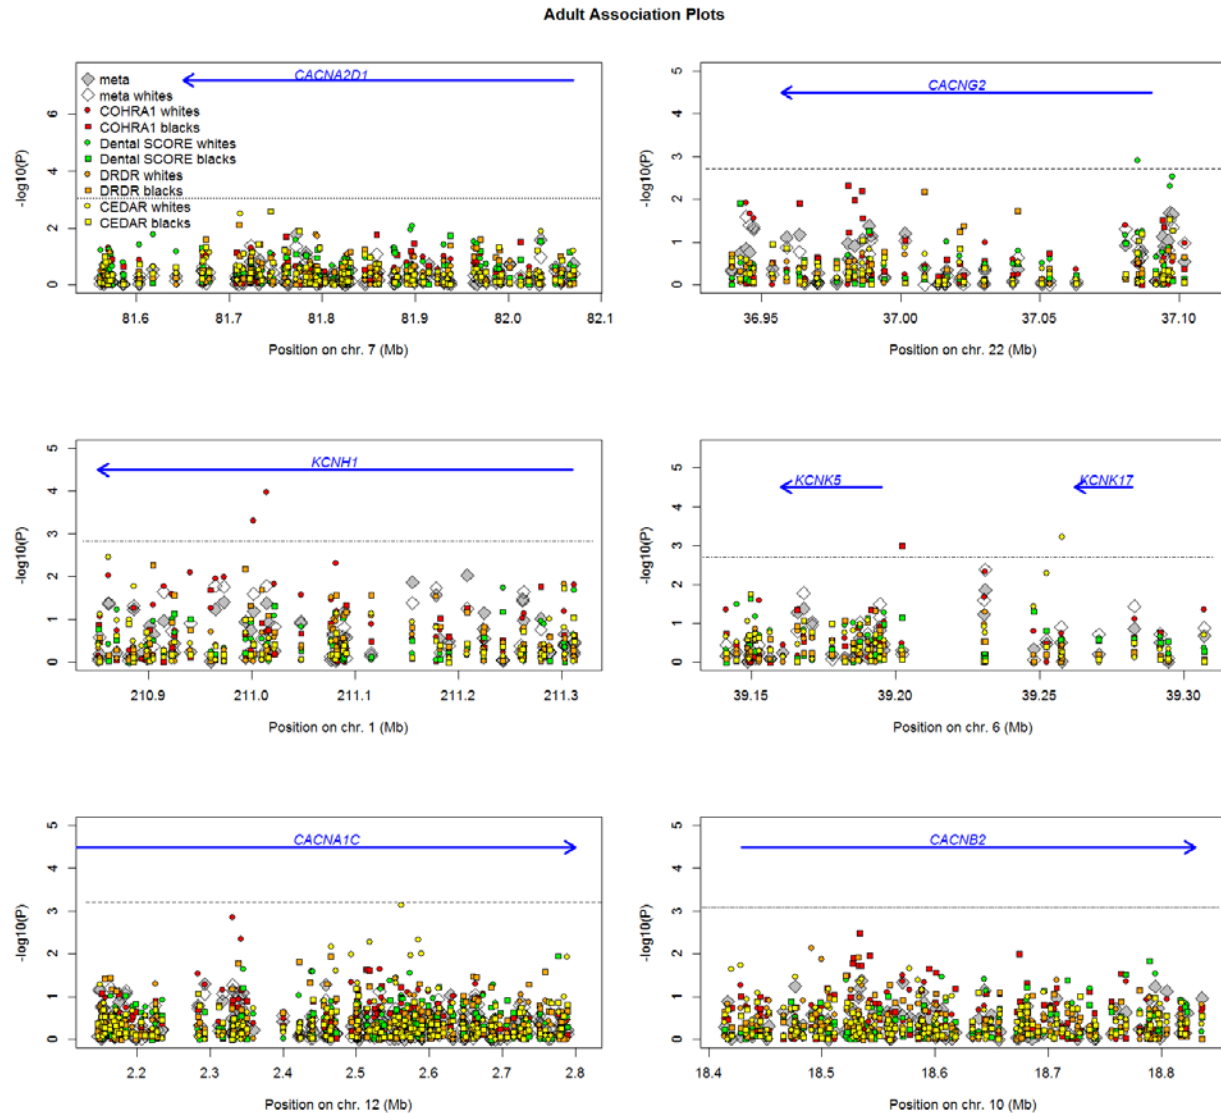 Adult Association Plots
CACNA2D1
meta
meta whites
COHRA1 whites
COHRA1 blacks
Dental SCORE whites
Dental SCORE blacks
DRDR whites
DRDR blacks
CEDAR whites
CEDAR blacks
-log10(P)
0 2 4 6
81.6 81.7 81.8 81.9 82.0 82.1
Position on chr. 7 (Mb)
CACNG2
-log10(P)
0 1 2 3 4 5
36.95 37.00 37.05 37.10
Position on chr. 22 (Mb)
KCNH1
-log10(P)
0 1 2 3 4 5
210.9 211.0 211.1 211.2 211.3
Position on chr. 1 (Mb)
KCNK5 KCNK17
-log10(P)
0 1 2 3 4 5
39.15 39.20 39.25 39.30
Position on chr. 6 (Mb)
CACNA1C
-log10(P)
0 1 2 3 4 5
2.2 2.3 2.4 2.5 2.6 2.7 2.8
Position on chr. 12 (Mb)
CACNB2
-log10(P)
0 1 2 3 4 5
18.4 18.5 18.6 18.7 18.8
Position on chr. 10 (Mb)